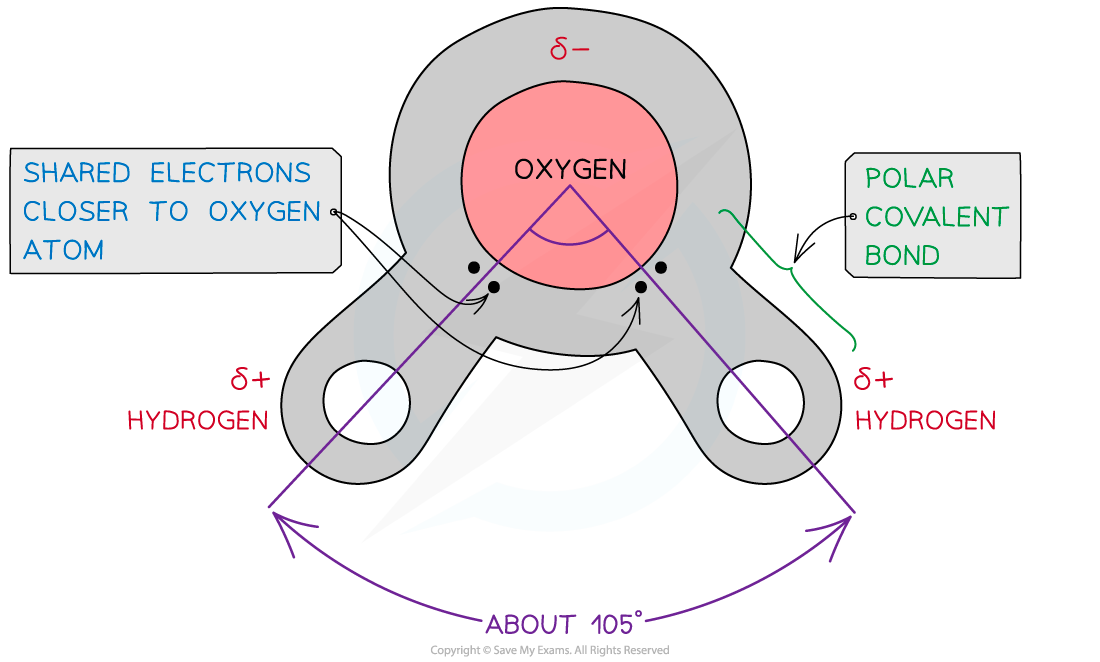 δ−
OXYGEN
SHARED ELECTRONS
CLOSER TO OXYGEN
ATOM
POLAR
COVALENT
BOND
δ+
HYDROGEN
δ+
HYDROGEN
ABOUT 105°
Copyright © Save My Exams. All Rights Reserved